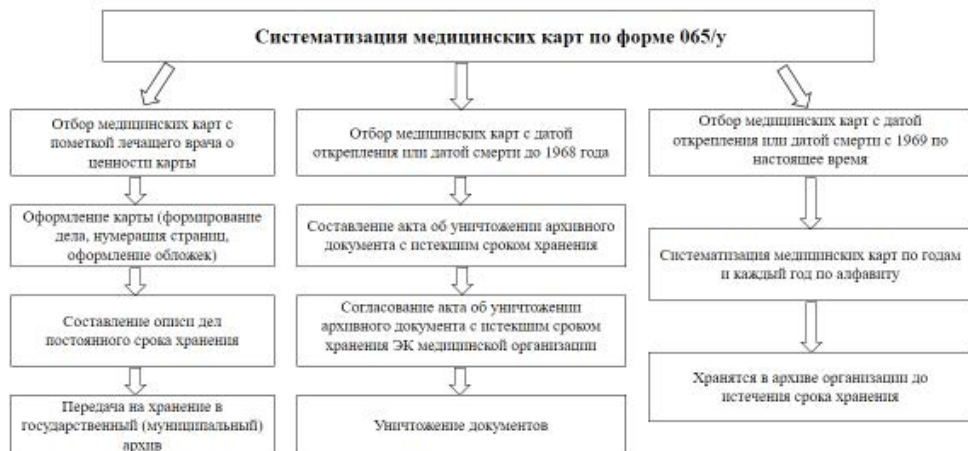 Систематизация медицинских карт по форме 065/у
Отбор медицинских карт с
пометкой лечащего врача о
ценности карты
Оформление карты (формирование
дела, нумерация страниц,
оформление обложек)
Составление описи дел
постоянного срока хранения
Передача на хранение в
государственный (муниципальный)
архив
Отбор медицинских карт с датой
открепления или датой смерти до 1968 года
Составление акта об уничтожении архивного
документа с истекшим сроком хранения
Согласование акта об уничтожении
архивного документа с истекшим сроком
хранения ЭК медицинской организации
Уничтожение документов
Отбор медицинских карт с датой
открепления или датой смерти с 1969 по
настоящее время
Систематизация медицинских карт по годам
и каждый год по алфавиту
Хранятся в архиве организации до
истечения срока хранения